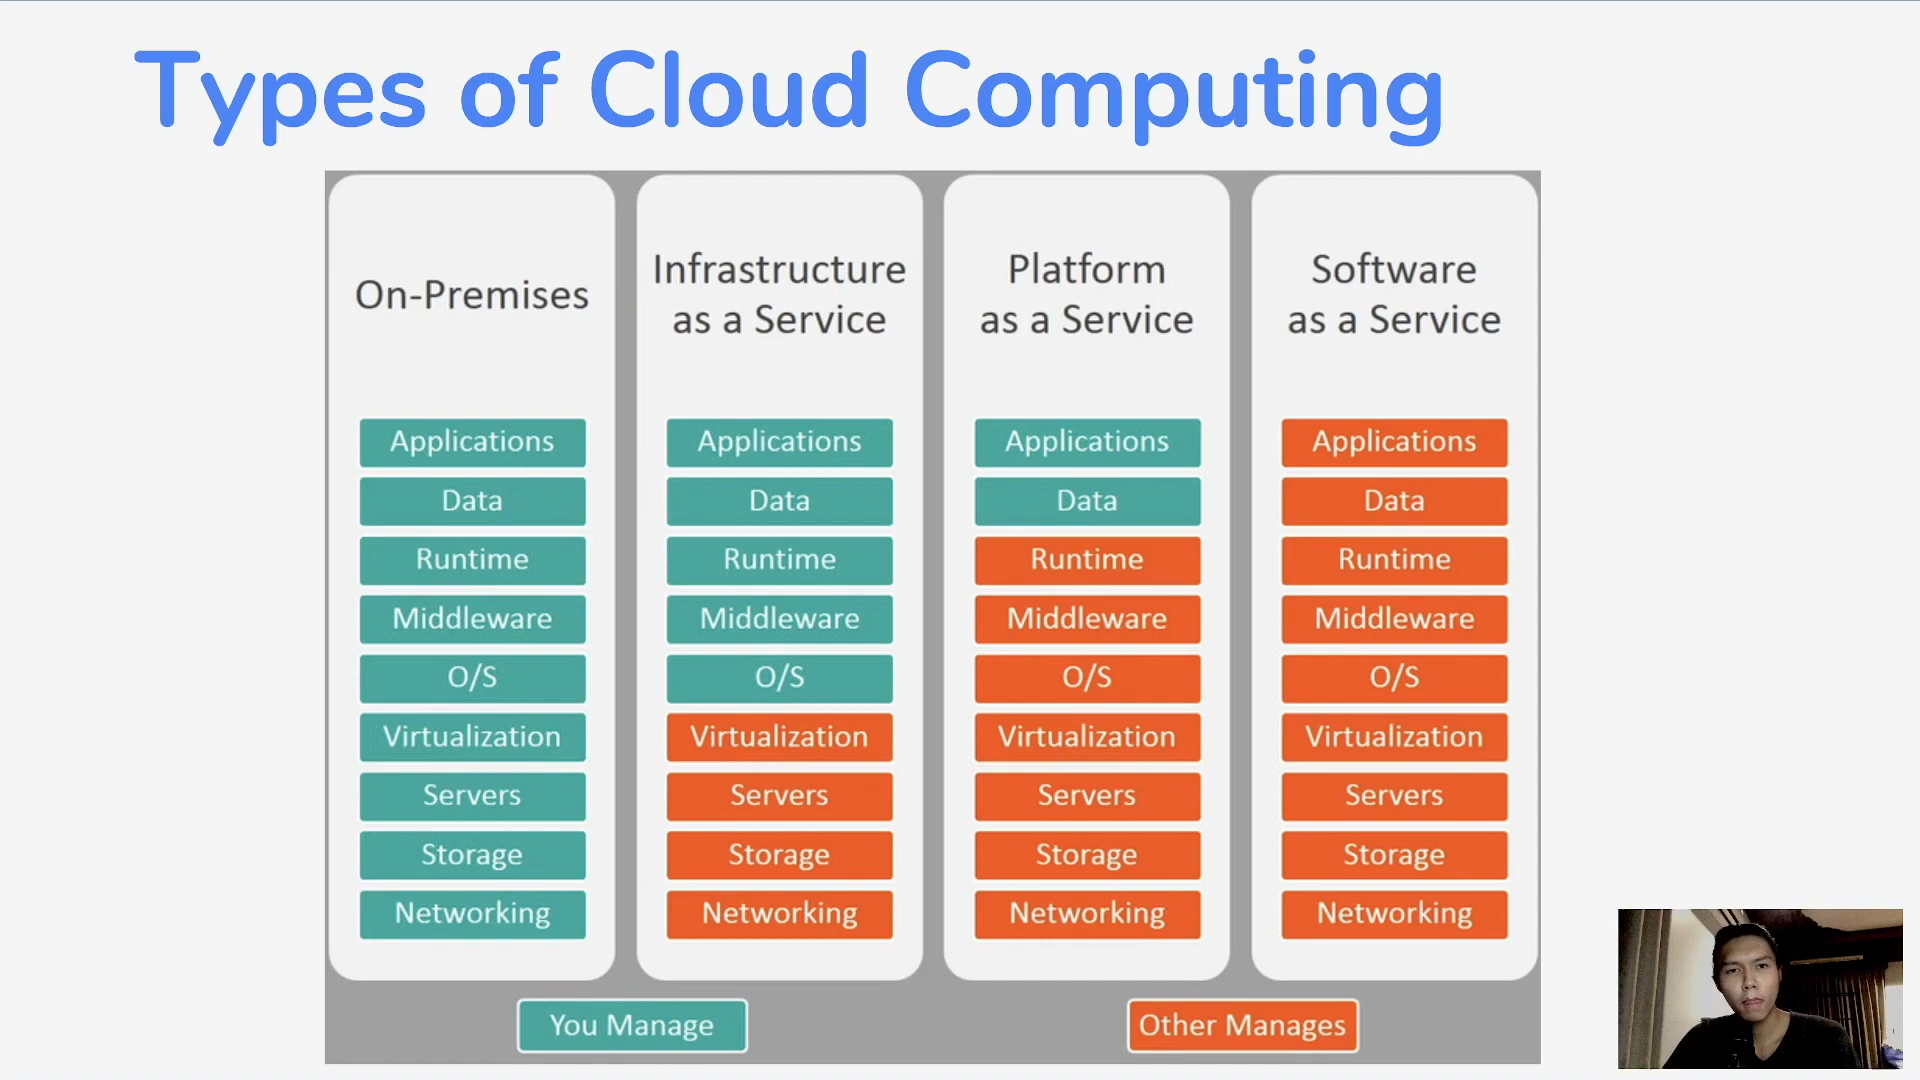 Types of Cloud Computing
On-Premises
Applications
Data
Runtime
Middleware
O/S
Virtualization
Servers
Storage
Networking
Infrastructure
as a Service
Applications
Data
Runtime
Middleware
O/S
Virtualization
Servers
Storage
Networking
Platform
as a Service
Applications
Data
Runtime
Middleware
O/S
Virtualization
Servers
Storage
Networking
Software
as a Service
Applications
Data
Runtime
Middleware
O/S
Virtualization
Servers
Storage
Networking
You Manage
Other Manages